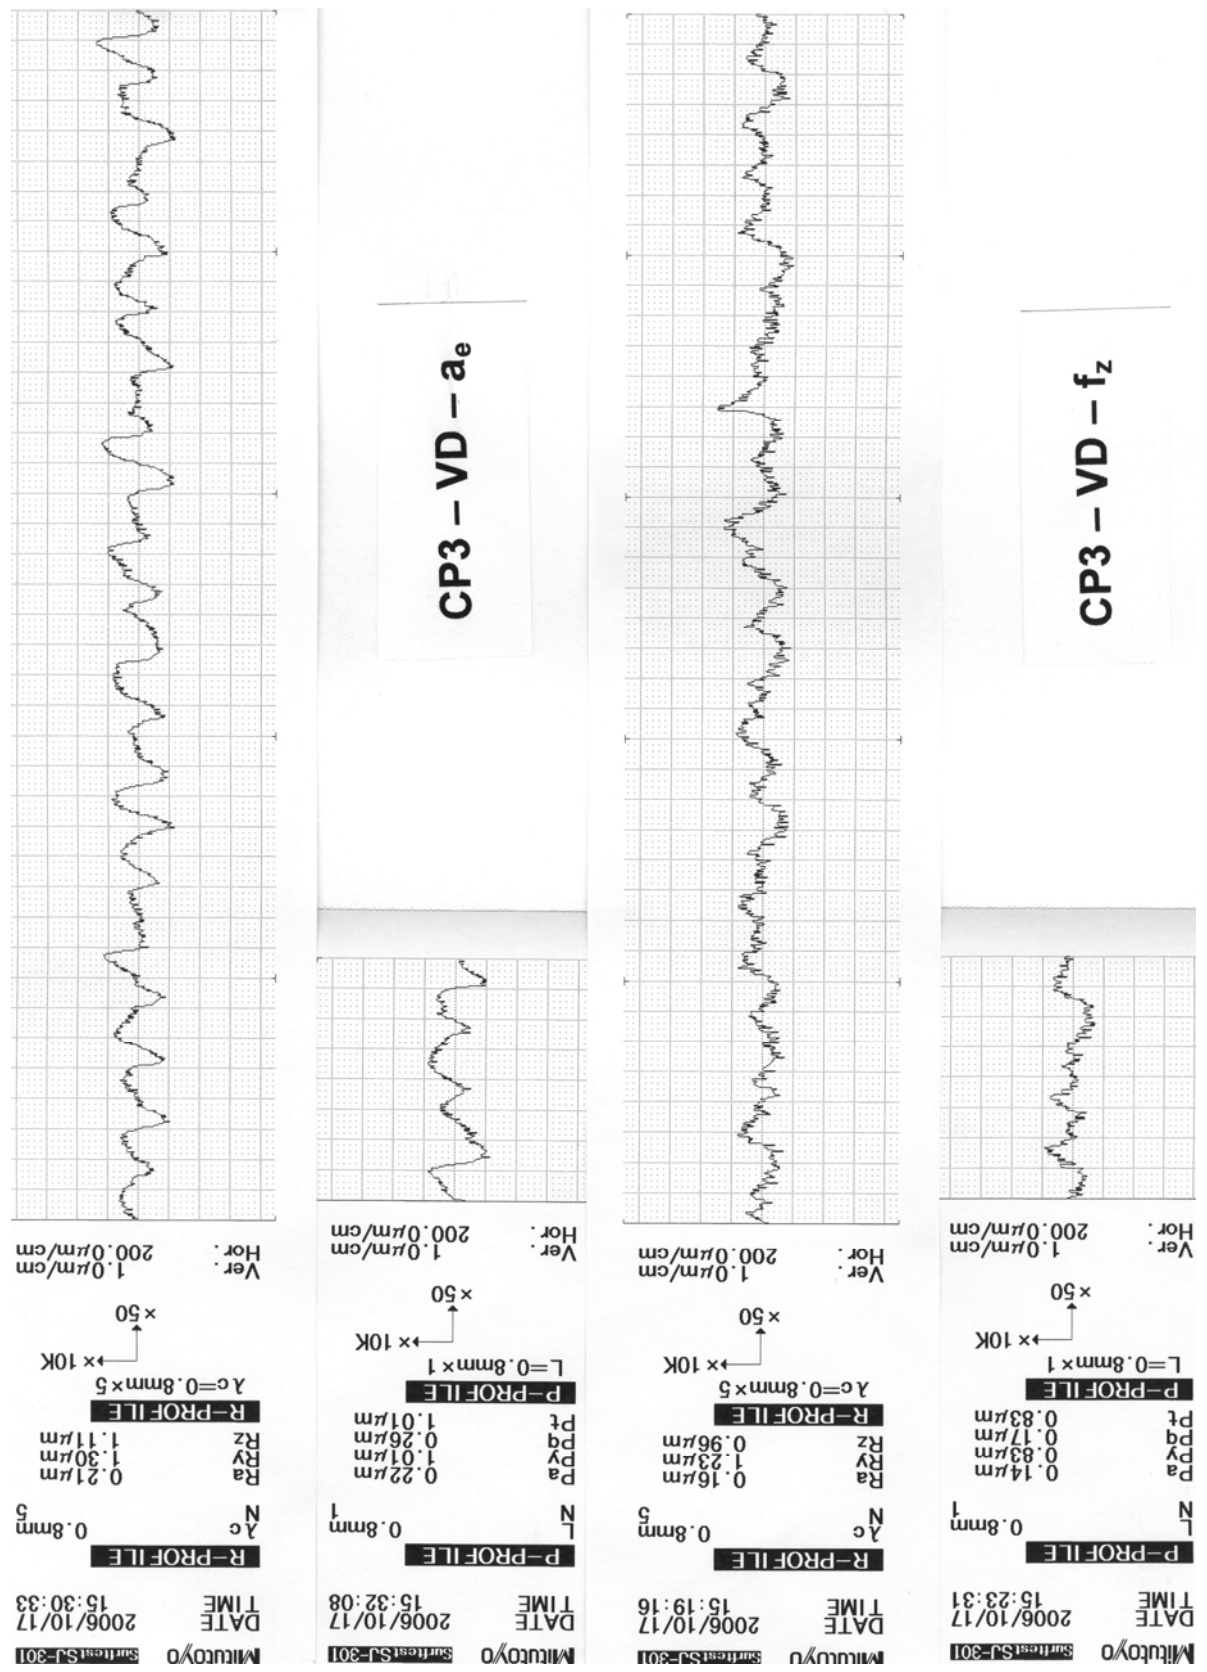 Mitutoyo SurftestSJ-301
DATE 2006/10/17
TIME 15:30:33
R-PROFILE
λc 0.8mm
N 5
Ra 0.21μm
Ry 1.30μm
Rz 1.11μm
R-PROFILE
λc=0.8mm×5
×10K
×50
Ver. 1.0μm/cm
Hor. 200.0μm/cm
Mitutoyo SurftestSJ-301
DATE 2006/10/17
TIME 15:32:08
P-PROFILE
L 0.8mm
N 1
Pa 0.22μm
Py 1.01μm
Pq 0.26μm
Pt 1.01μm
P-PROFILE
L=0.8mm×1
×10K
×50
Ver. 1.0μm/cm
Hor. 200.0μm/cm
CP3 – VD – ae
Mitutoyo SurftestSJ-301
DATE 2006/10/17
TIME 15:19:16
R-PROFILE
λc 0.8mm
N 5
Ra 0.16μm
Ry 1.23μm
Rz 0.96μm
R-PROFILE
λc=0.8mm×5
×10K
×50
Ver. 1.0μm/cm
Hor. 200.0μm/cm
Mitutoyo SurftestSJ-301
DATE 2006/10/17
TIME 15:23:31
P-PROFILE
L 0.8mm
N 1
Pa 0.14μm
Py 0.83μm
Pq 0.17μm
Pt 0.83μm
P-PROFILE
L=0.8mm×1
×10K
×50
Ver. 1.0μm/cm
Hor. 200.0μm/cm
CP3 – VD – fz